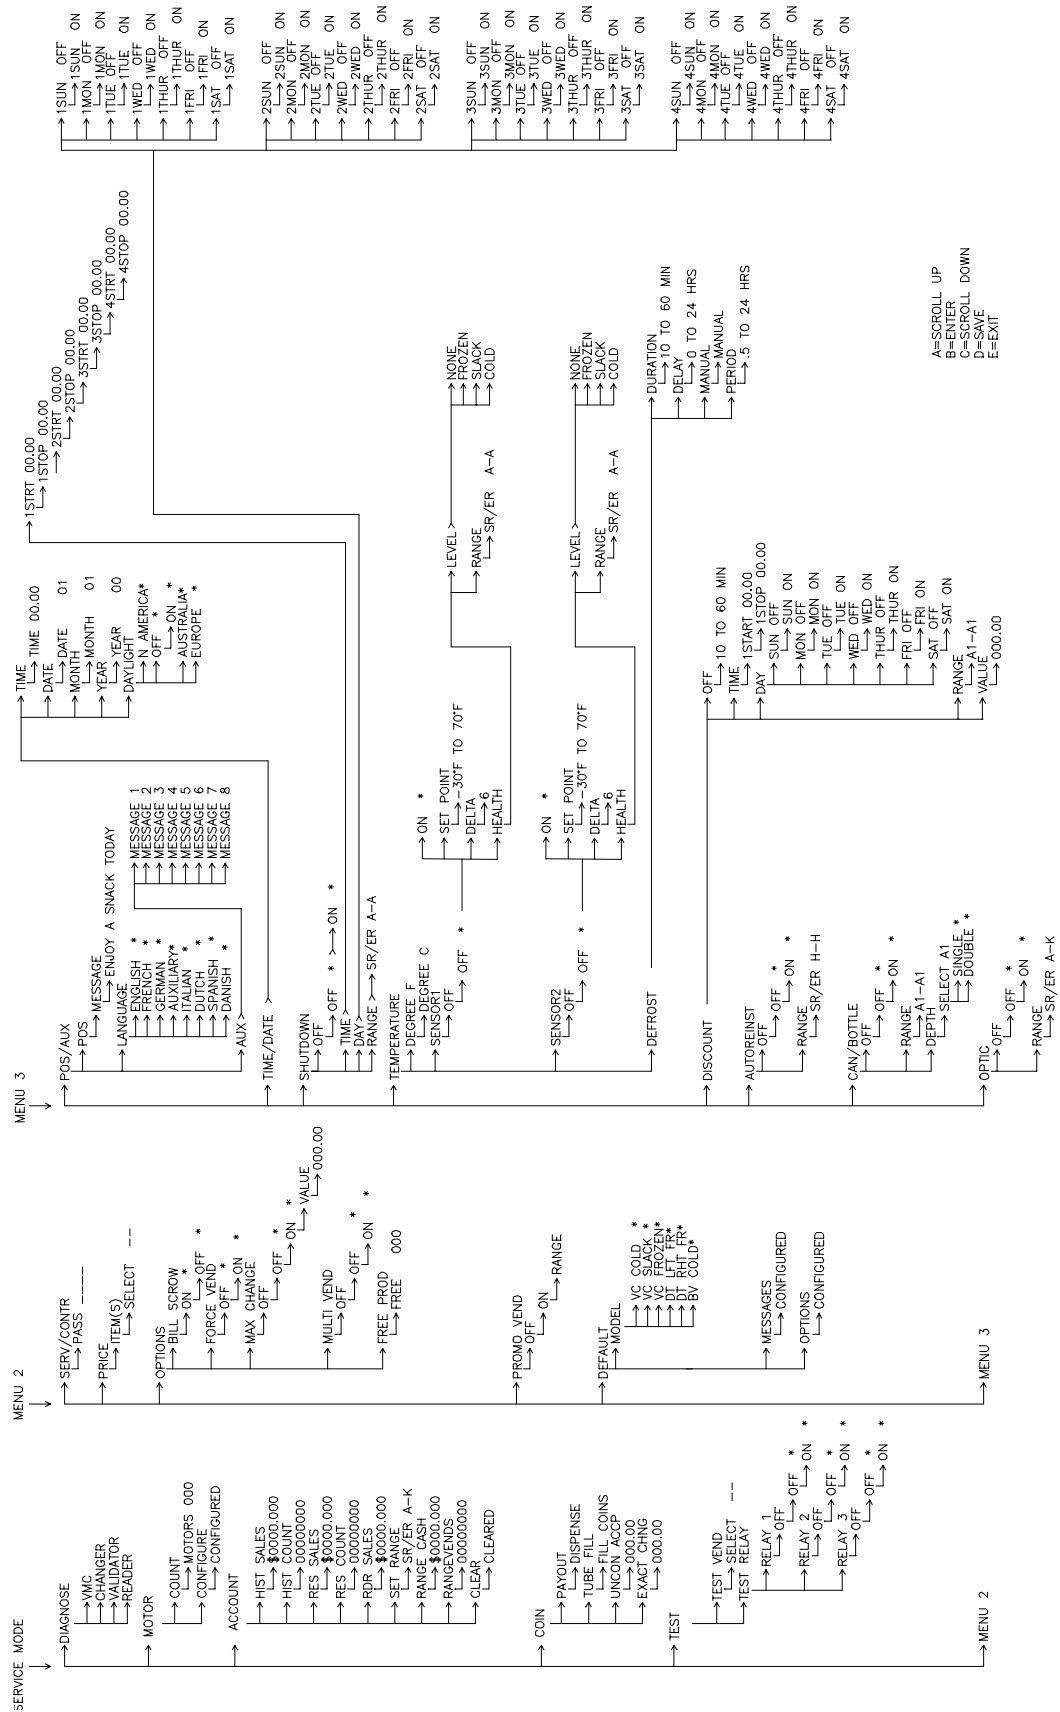 SERVICE MODE
DIAGNOSE
VMC
CHANGER
VALIDATOR
READER
MOTOR
COUNT
MOTORS 000
CONFIGURE
CONFIGURED
ACCOUNT
HIST SALES
$0000.000
HIST COUNT
D0000000
RES SALES
$0000.000
RES COUNT
D0000000
RDR SALES
$0000.000
SET RANGE
SR/ER A-K
RANGE CASH
$0000.000
RANGEVENDS
D0000000
CLEAR
CLEARED
COIN
PAYOUT
DISPENSE
TUBE FILL
FILL COINS
UNCON ACCP
D00.00
EXACT CHNG
D00.00
TEST
TEST VEND
SELECT --
TEST RELAY
RELAY 1
OFF
OFF *
ON *
RELAY 2
OFF
OFF *
ON *
RELAY 3
OFF
OFF *
ON *
MENU 2
MENU 2
SERV/CONTR
PASS ----
PRICE
ITEM(S)
SELECT --
OPTIONS
BILL SCROW
ON *
OFF *
FORCE VEND
OFF *
ON *
MAX CHANGE
OFF
OFF *
ON *
VALUE
000.00
MULTI VEND
OFF
OFF *
ON *
FREE PROD
FREE 000
PROMO VEND
OFF
ON
RANGE
DEFAULT
MODEL
VC COLD *
VC SLACK *
VC FROZEN*
DT LFT FR*
DT RHT FR*
BV COLD*
MESSAGES
CONFIGURED
OPTIONS
CONFIGURED
MENU 3
MENU 3
POS/AUX
POS
MESSAGE
ENJOY A SNACK TODAY
LANGUAGE
ENGLISH *
FRENCH *
GERMAN *
AUXILIARY*
ITALIAN *
DUTCH *
SPANISH *
DANISH *
AUX >
MESSAGE 1
MESSAGE 2
MESSAGE 3
MESSAGE 4
MESSAGE 5
MESSAGE 6
MESSAGE 7
MESSAGE 8
TIME/DATE >
TIME
TIME 00.00
DATE
DATE 01
MONTH
MONTH 01
YEAR
YEAR 00
DAYLIGHT
N AMERICA*
OFF *
ON *
AUSTRALIA*
EUROPE *
SHUTDOWN
OFF
OFF * > ON *
TIME >
1STRT 00.00
1STOP 00.00
2STRT 00.00
2STOP 00.00
3STRT 00.00
3STOP 00.00
4STRT 00.00
4STOP 00.00
DAY >
1SUN OFF
1SUN ON
1MON OFF
1MON ON
1TUE OFF
1TUE ON
1WED OFF
1WED ON
1THUR OFF
1THUR ON
1FRI OFF
1FRI ON
1SAT OFF
1SAT ON
2SUN OFF
2SUN ON
2MON OFF
2MON ON
2TUE OFF
2TUE ON
2WED OFF
2WED ON
2THUR OFF
2THUR ON
2FRI OFF
2FRI ON
2SAT OFF
2SAT ON
3SUN OFF
3SUN ON
3MON OFF
3MON ON
3TUE OFF
3TUE ON
3WED OFF
3WED ON
3THUR OFF
3THUR ON
3FRI OFF
3FRI ON
3SAT OFF
3SAT ON
4SUN OFF
4SUN ON
4MON OFF
4MON ON
4TUE OFF
4TUE ON
4WED OFF
4WED ON
4THUR OFF
4THUR ON
4FRI OFF
4FRI ON
4SAT OFF
4SAT ON
RANGE > SR/ER A-A
TEMPERATURE
DEGREE F
DEGREE C
SENSOR1
OFF
OFF *
ON *
SET POINT
-30°F TO 70°F
DELTA
6
HEALTH
LEVEL >
NONE
FROZEN
SLACK
COLD
RANGE
SR/ER A-A
SENSOR2
OFF
OFF *
ON *
SET POINT
-30°F TO 70°F
DELTA
6
HEALTH
LEVEL >
NONE
FROZEN
SLACK
COLD
RANGE
SR/ER A-A
DEFROST
DURATION
10 TO 60 MIN
DELAY
0 TO 24 HRS
MANUAL
MANUAL
PERIOD
.5 TO 24 HRS
DISCOUNT
OFF
10 TO 60 MIN
TIME
1START 00.00
1STOP 00.00
DAY
SUN OFF
SUN ON
MON OFF
MON ON
TUE OFF
TUE ON
WED OFF
WED ON
THUR OFF
THUR ON
FRI OFF
FRI ON
SAT OFF
SAT ON
RANGE
A1-A1
VALUE
000.00
AUTOREINST
OFF
OFF *
ON *
RANGE
SR/ER H-H
CAN/BOTTLE
OFF
OFF *
ON *
RANGE
A1-A1
DEPTH
SELECT A1
SINGLE *
DOUBLE *
OPTIC
OFF
OFF *
ON *
RANGE
SR/ER A-K
A=SCROLL UP
B=ENTER
C=SCROLL DOWN
D=SAVE
E=EXIT